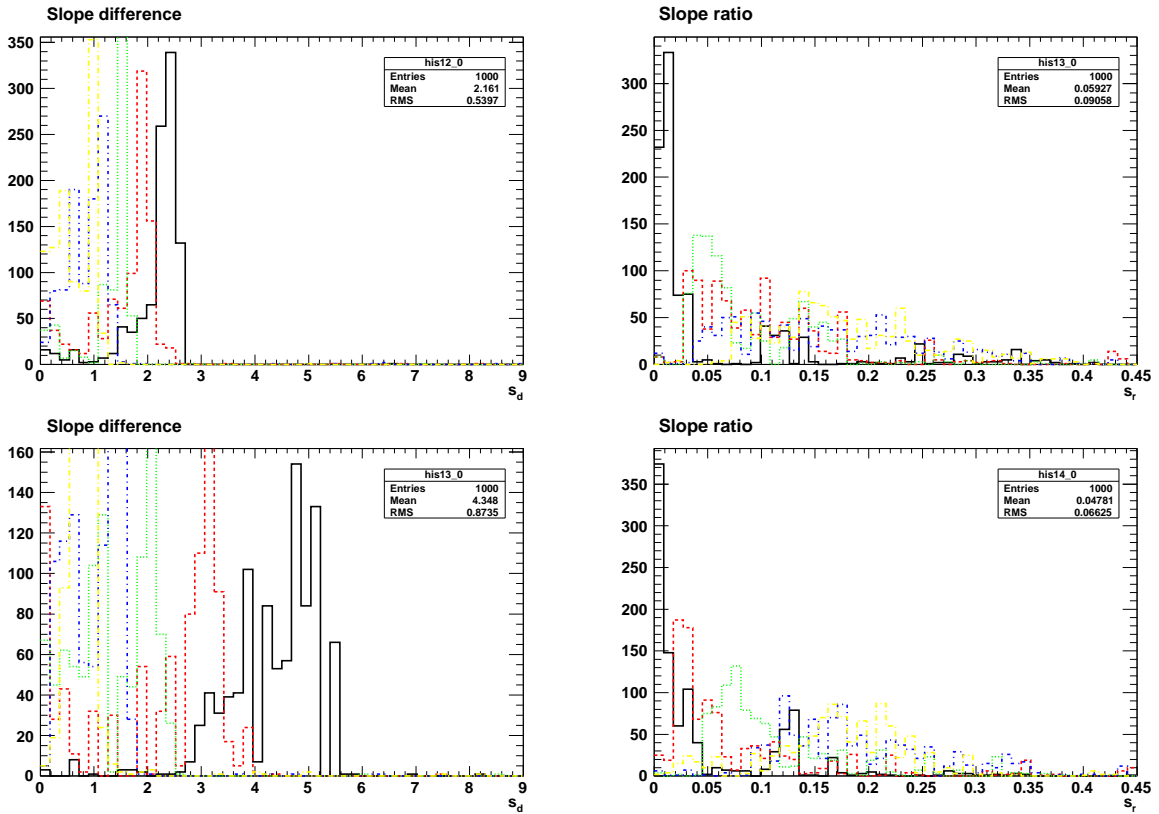 Slope difference
350
300
250
200
150
100
50
0
0 1 2 3 4 5 6 7 8 9
s_d
his12_0
Entries 1000
Mean 2.161
RMS 0.5397
Slope ratio
300
250
200
150
100
50
0
0 0.05 0.1 0.15 0.2 0.25 0.3 0.35 0.4 0.45
s_r
his13_0
Entries 1000
Mean 0.05927
RMS 0.09058
Slope difference
160
140
120
100
80
60
40
20
0
0 1 2 3 4 5 6 7 8 9
s_d
his13_0
Entries 1000
Mean 4.348
RMS 0.8735
Slope ratio
350
300
250
200
150
100
50
0
0 0.05 0.1 0.15 0.2 0.25 0.3 0.35 0.4 0.45
s_r
his14_0
Entries 1000
Mean 0.04781
RMS 0.06625